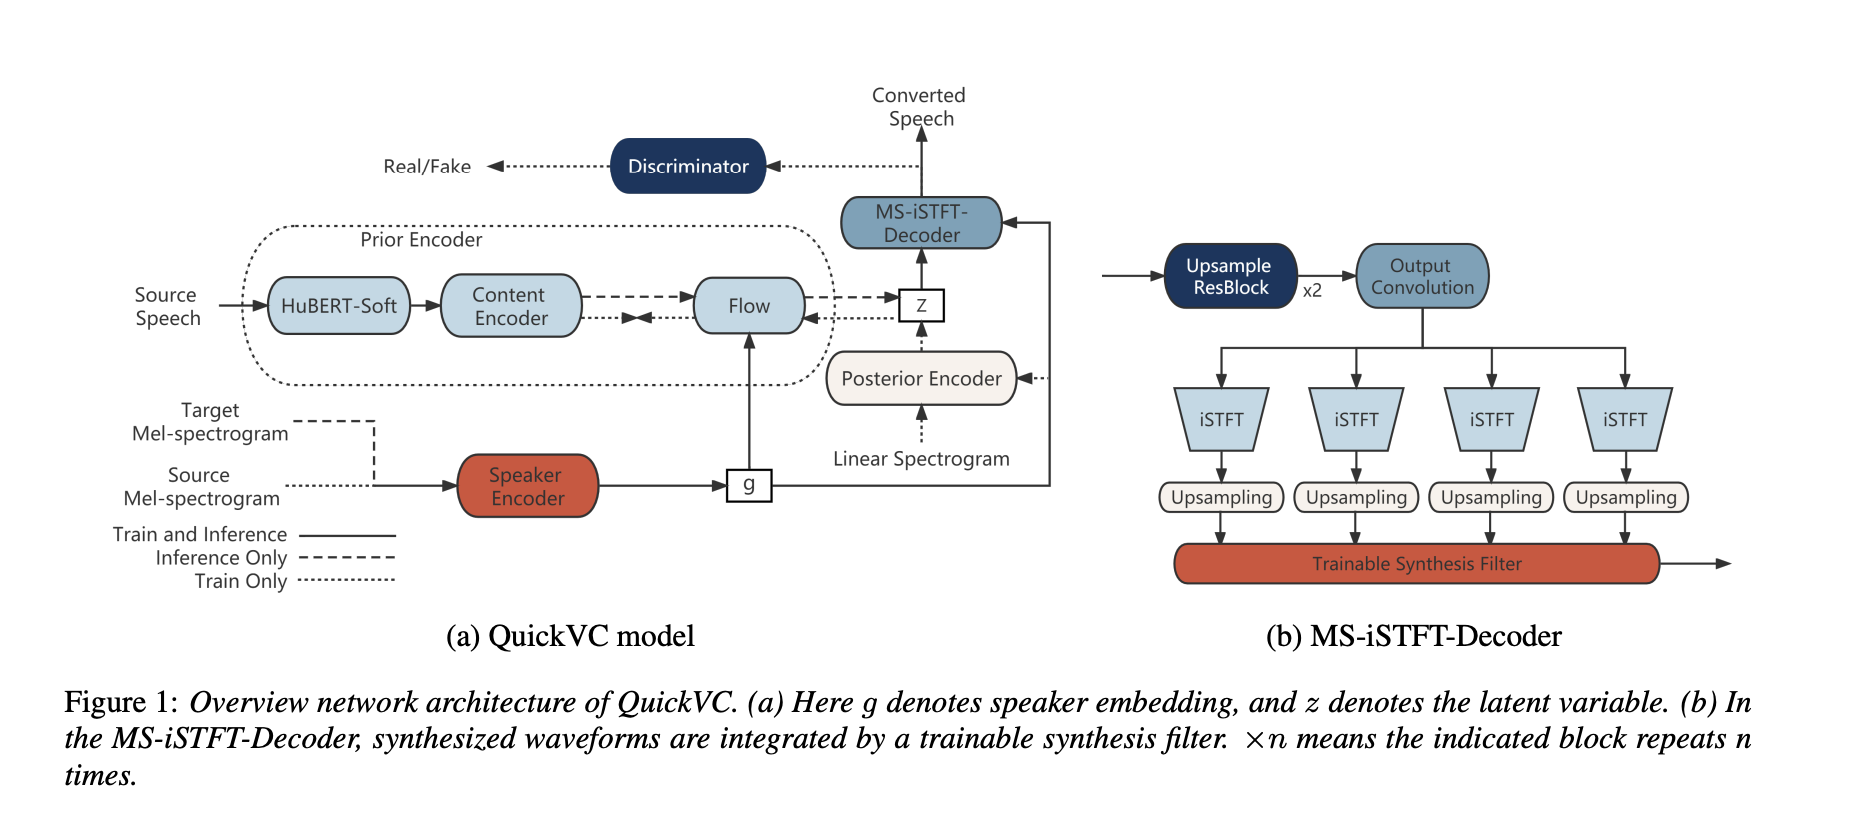 Converted
Speech
Real/Fake
Discriminator
MS-iSTFT-
Decoder
Prior Encoder
Source
Speech
HuBERT-Soft
Content
Encoder
Flow
z
Posterior Encoder
Linear Spectrogram
Target
Mel-spectrogram
Source
Mel-spectrogram
Speaker
Encoder
g
Train and Inference
Inference Only
Train Only
(a) QuickVC model
Upsample
ResBlock
x2
Output
Convolution
iSTFT
iSTFT
iSTFT
iSTFT
Upsampling
Upsampling
Upsampling
Upsampling
Trainable Synthesis Filter
(b) MS-iSTFT-Decoder
Figure 1: Overview network architecture of QuickVC. (a) Here g denotes speaker embedding, and z denotes the latent variable. (b) In
the MS-iSTFT-Decoder, synthesized waveforms are integrated by a trainable synthesis filter. ×n means the indicated block repeats n
times.